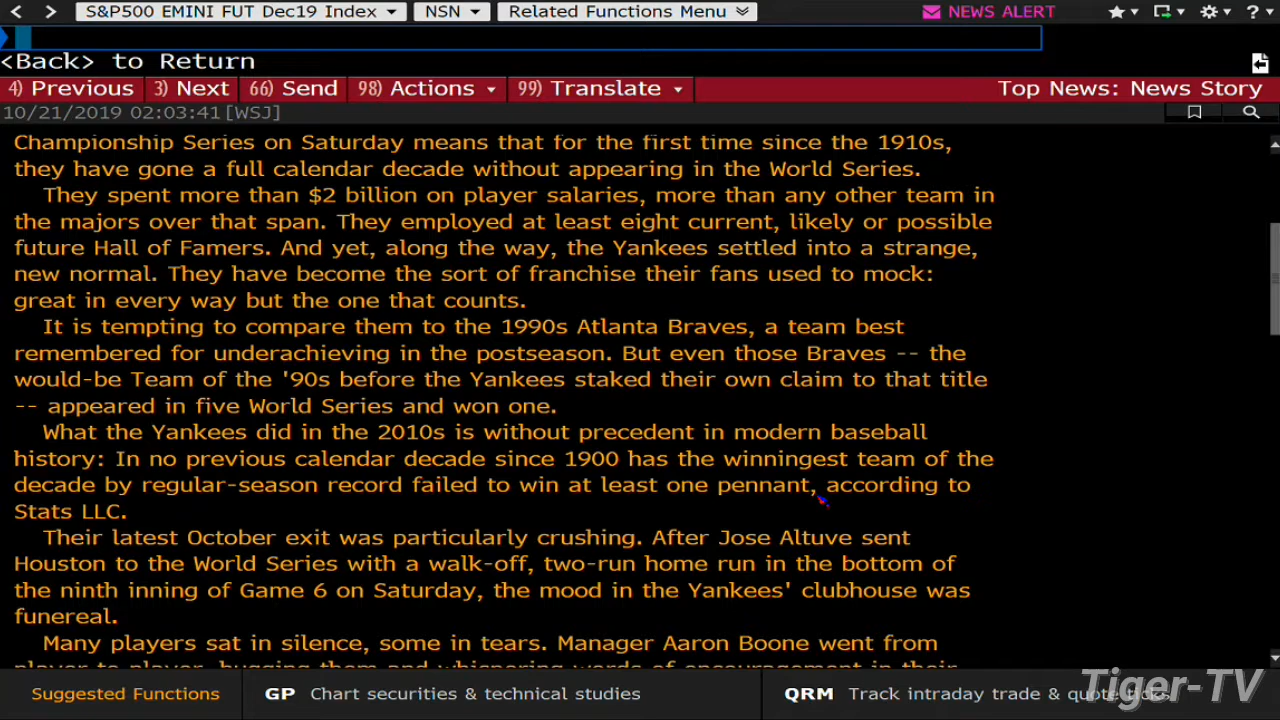 S&P500 EMINI FUT Dec19 Index NSN Related Functions Menu NEWS ALERT ?
<Back> to Return
4) Previous 3) Next 66) Send 98) Actions 99) Translate Top News: News Story
10/21/2019 02:03:41 [WSJ]
Championship Series on Saturday means that for the first time since the 1910s,
they have gone a full calendar decade without appearing in the World Series.
They spent more than $2 billion on player salaries, more than any other team in
the majors over that span. They employed at least eight current, likely or possible
future Hall of Famers. And yet, along the way, the Yankees settled into a strange,
new normal. They have become the sort of franchise their fans used to mock:
great in every way but the one that counts.
It is tempting to compare them to the 1990s Atlanta Braves, a team best
remembered for underachieving in the postseason. But even those Braves -- the
would-be Team of the '90s before the Yankees staked their own claim to that title
-- appeared in five World Series and won one.
What the Yankees did in the 2010s is without precedent in modern baseball
history: In no previous calendar decade since 1900 has the winningest team of the
decade by regular-season record failed to win at least one pennant, according to
Stats LLC.
Their latest October exit was particularly crushing. After Jose Altuve sent
Houston to the World Series with a walk-off, two-run home run in the bottom of
the ninth inning of Game 6 on Saturday, the mood in the Yankees' clubhouse was
funereal.
Many players sat in silence, some in tears. Manager Aaron Boone went from
player to player, hugging them and whispering words of encouragement in their
Suggested Functions GP Chart securities & technical studies QRM Track intraday trade & quote ticks
Tiger-TV